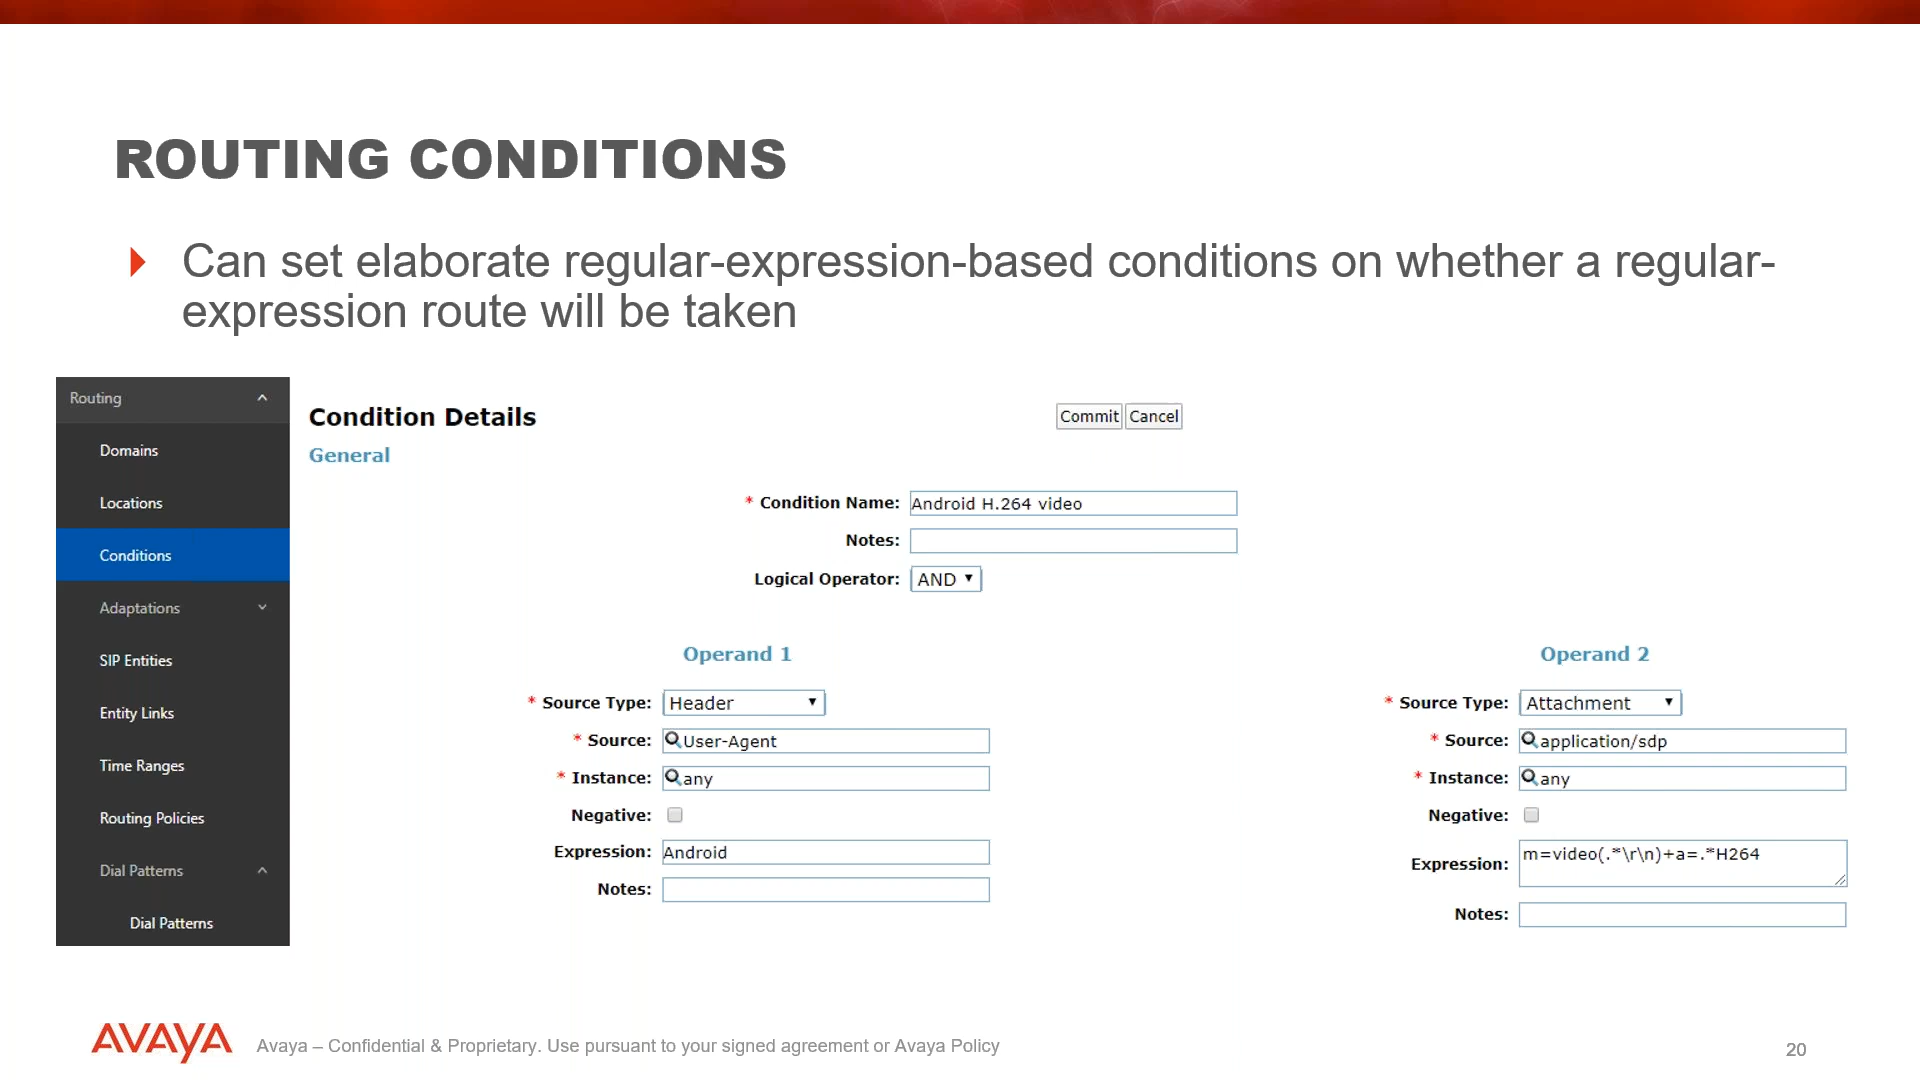 ROUTING CONDITIONS
Can set elaborate regular-expression-based conditions on whether a regular-
expression route will be taken
Routing
Domains
Locations
Conditions
Adaptations
SIP Entities
Entity Links
Time Ranges
Routing Policies
Dial Patterns
Dial Patterns
Condition Details
Commit Cancel
General
* Condition Name: Android H.264 video
Notes:
Logical Operator: AND
Operand 1
* Source Type: Header
* Source: User-Agent
* Instance: any
Negative:
Expression: Android
Notes:
Operand 2
* Source Type: Attachment
* Source: application/sdp
* Instance: any
Negative:
Expression: m=video(.*\r\n)+a=.*H264
Notes:
AVAYA
Avaya – Confidential & Proprietary. Use pursuant to your signed agreement or Avaya Policy
20